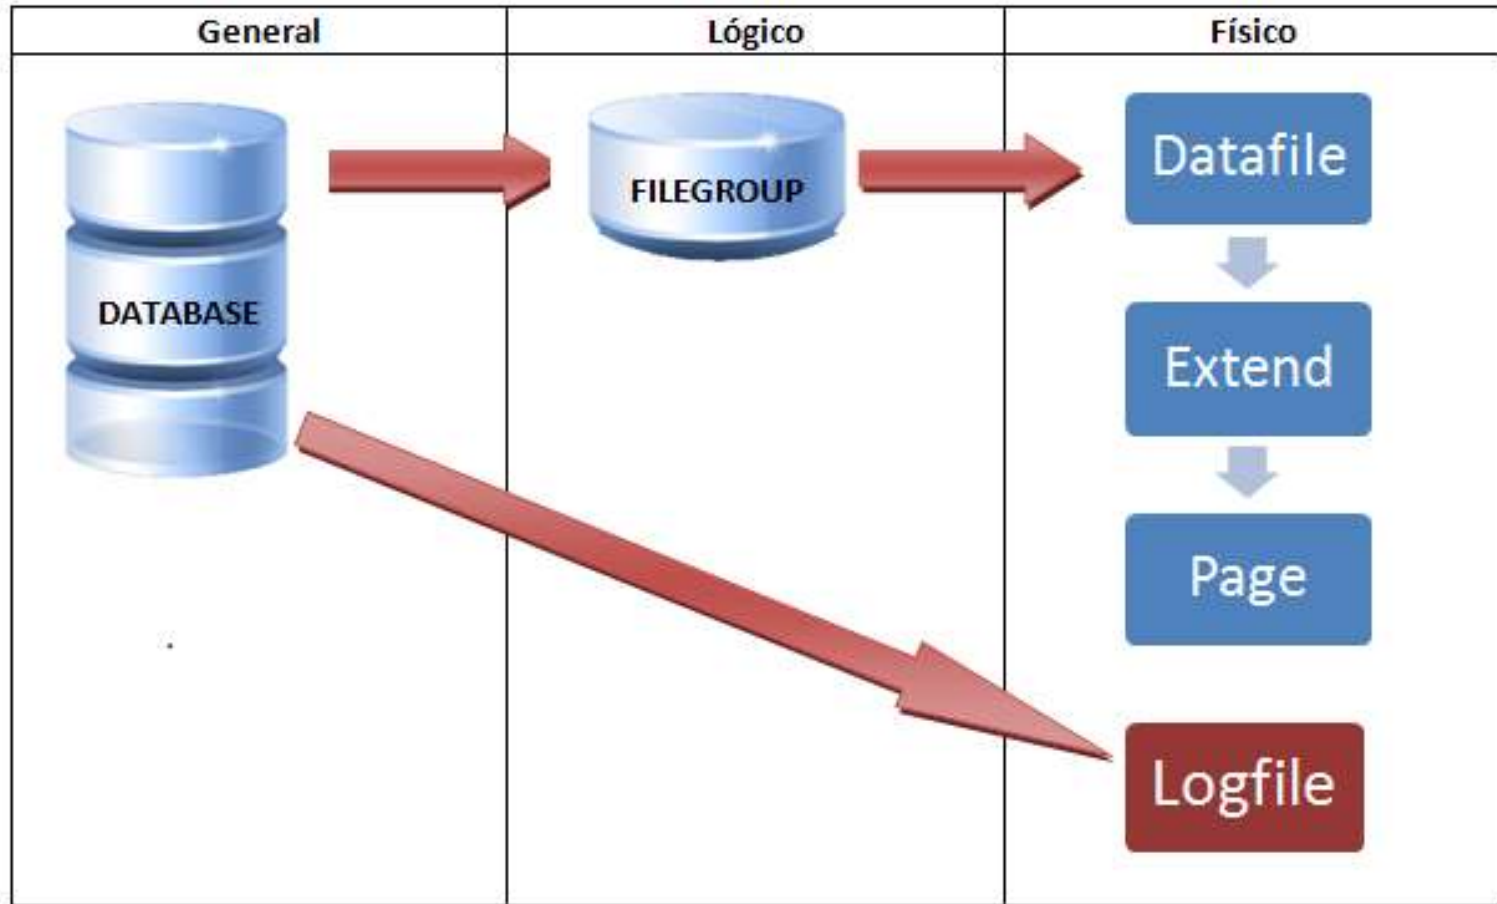 General
Lógico
Físico
DATABASE
FILEGROUP
Datafile
Extend
Page
Logfile